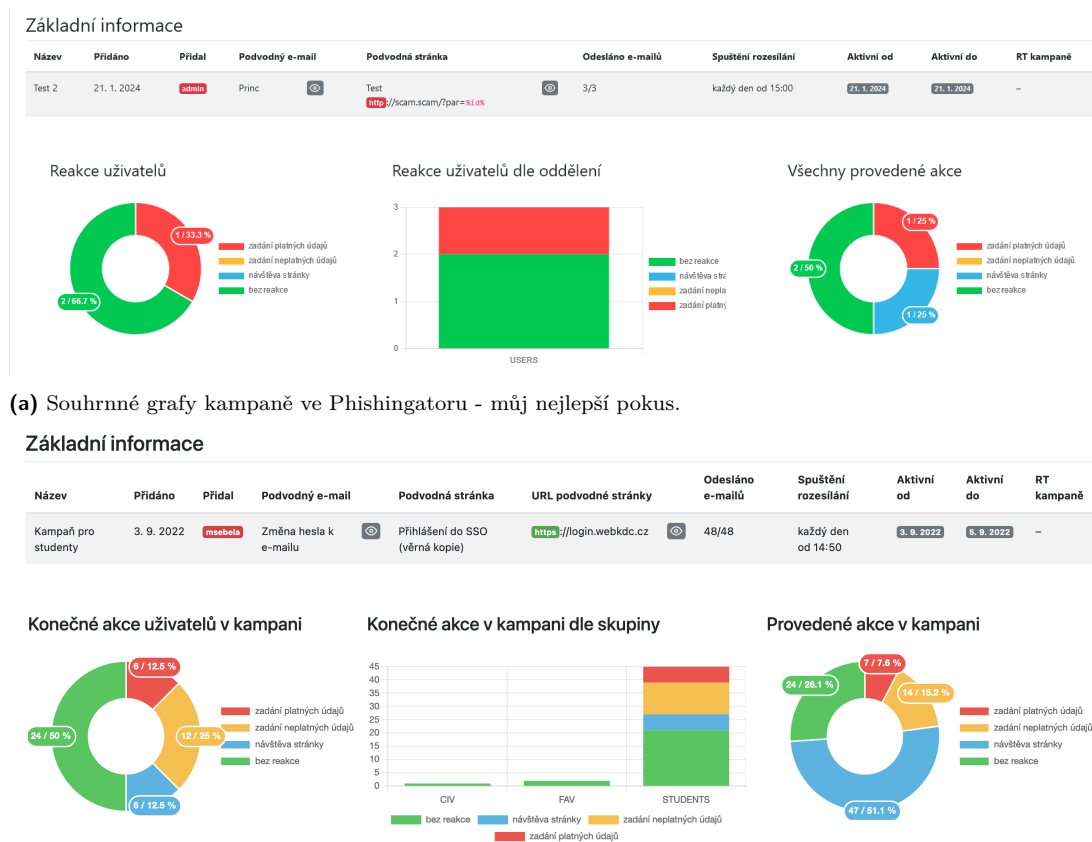 Základní informace
Název Přidáno Přidal Podvodný e-mail Podvodná stránka Odesláno e-mailů Spuštění rozesílání Aktivní od Aktivní do RT kampaně
Test 2 21. 1. 2024 admin Princ Test 3/3 každý den od 15:00 21. 1. 2024 21. 1. 2024 –
http://scam.scam/?par=%id%
Reakce uživatelů
1 / 33.3 %
2 / 66.7 %
zadání platných údajů
zadání neplatných údajů
návštěva stránky
bez reakce
Reakce uživatelů dle oddělení
3
2
1
0
USERS
bez reakce
návštěva strá
zadání nepla
zadání platný
Všechny provedené akce
1 / 25 %
2 / 50 %
1 / 25 %
zadání platných údajů
zadání neplatných údajů
návštěva stránky
bez reakce
(a) Souhrnné grafy kampaně ve Phishingatoru - můj nejlepší pokus.
Základní informace
Název Přidáno Přidal Podvodný e-mail Podvodná stránka URL podvodné stránky Odesláno e-mailů Spuštění rozesílání Aktivní od Aktivní do RT kampaně
Kampaň pro studenty 3. 9. 2022 msebela Změna hesla k e-mailu Přihlášení do SSO (věrná kopie) https://login.webkdc.cz 48/48 každý den od 14:50 3. 9. 2022 5. 9. 2022 –
Konečné akce uživatelů v kampani
6 / 12.5 %
24 / 50 %
12 / 25 %
6 / 12.5 %
zadání platných údajů
zadání neplatných údajů
návštěva stránky
bez reakce
Konečné akce v kampani dle skupiny
45
40
35
30
25
20
15
10
5
0
CIV FAV STUDENTS
bez reakce návštěva stránky zadání neplatných údajů
zadání platných údajů
Provedené akce v kampani
7 / 7.6 %
24 / 26.1 %
14 / 15.2 %
47 / 51.1 %
zadání platných údajů
zadání neplatných údajů
návštěva stránky
bez reakce